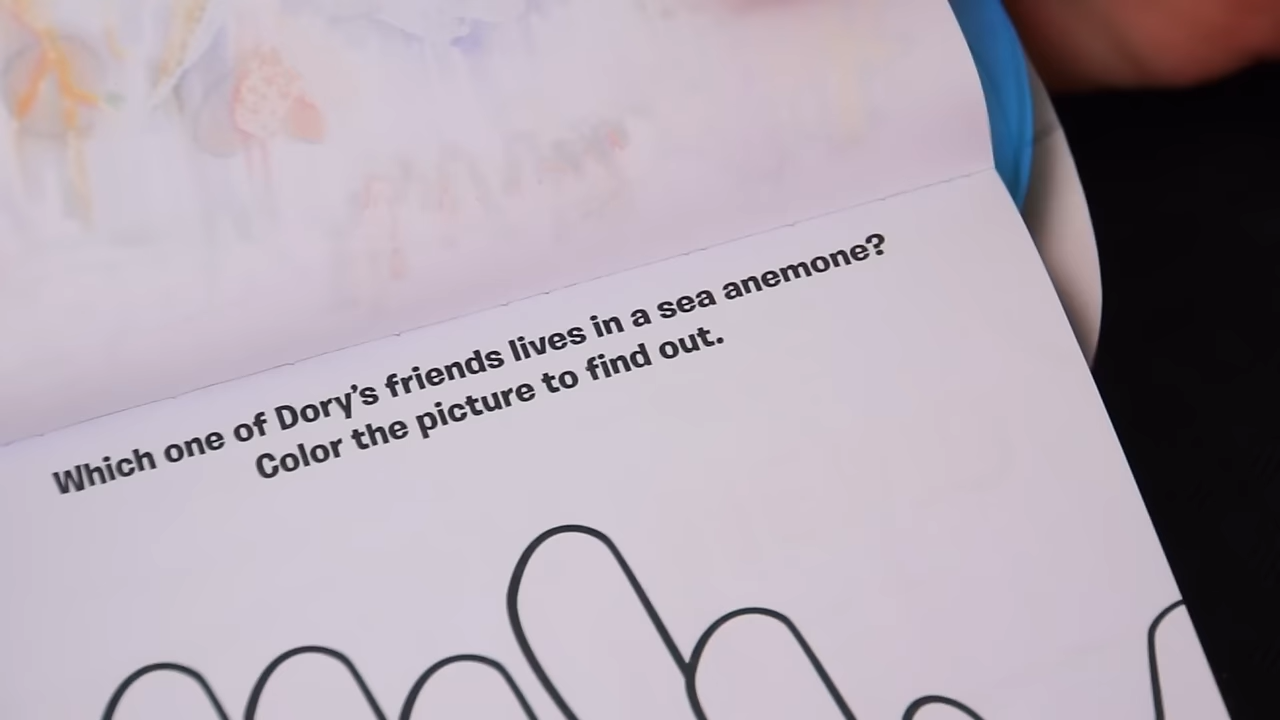 Which one of Dory's friends lives in a sea anemone?
Color the picture to find out.